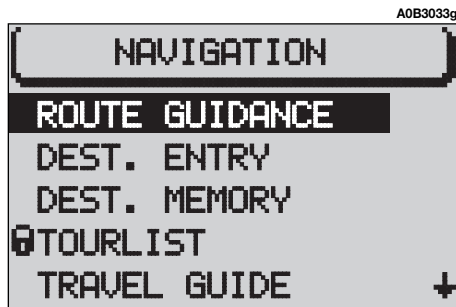 A0B3033g
NAVIGATION
ROUTE GUIDANCE
DEST. ENTRY
DEST. MEMORY
TOURLIST
TRAVEL GUIDE